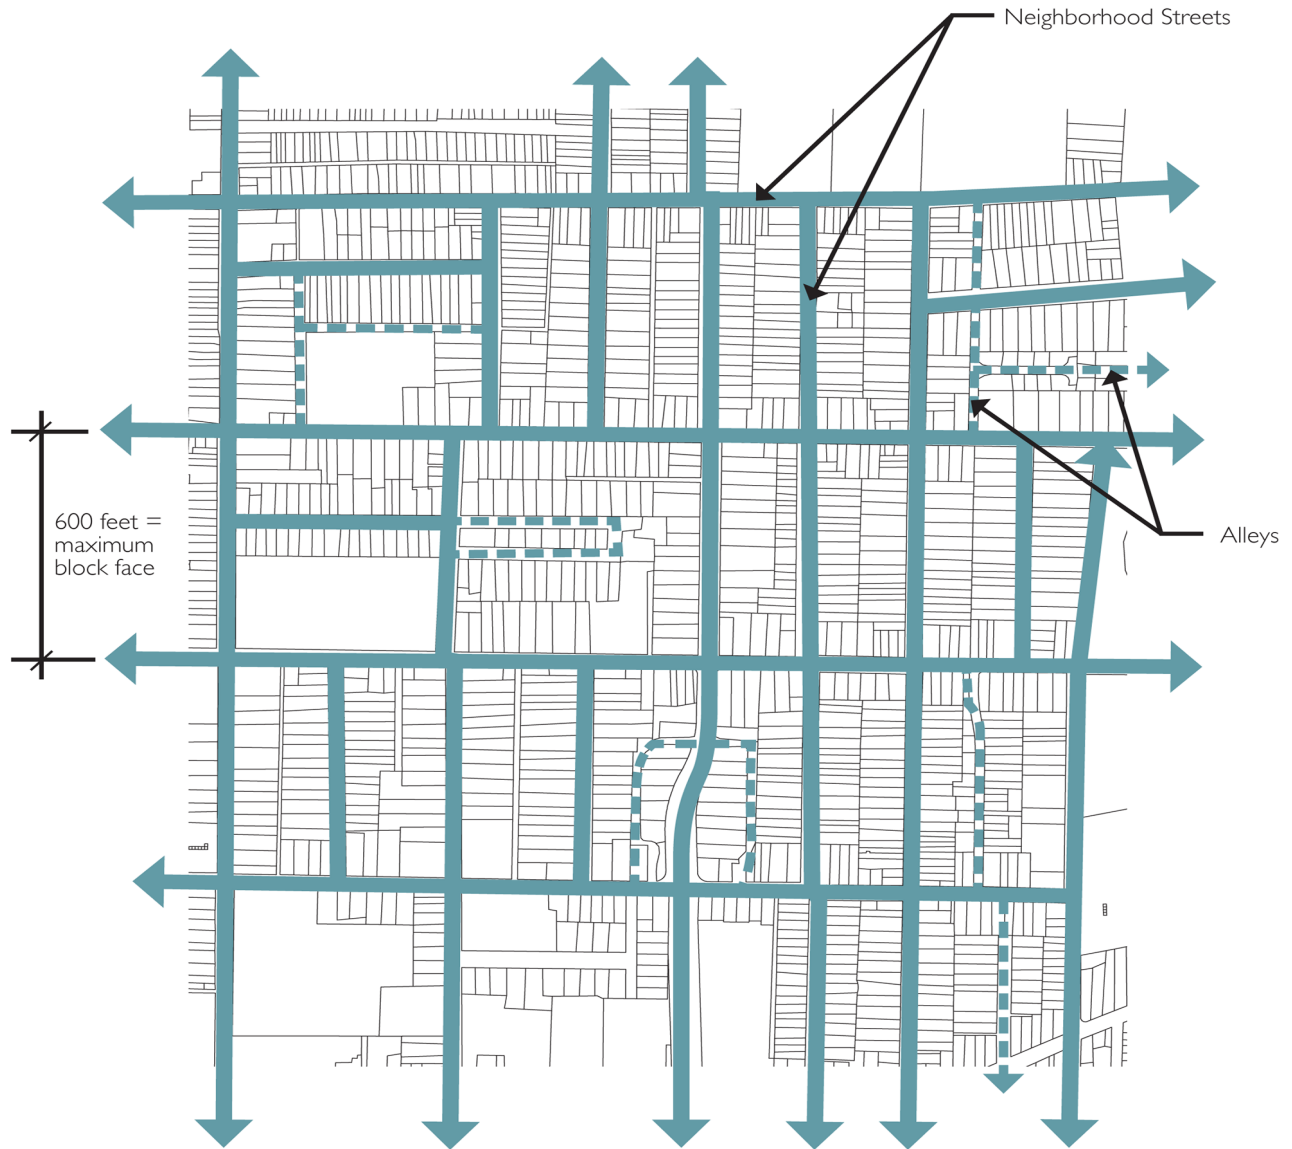 Neighborhood Streets
600 feet =
maximum
block face
Alleys